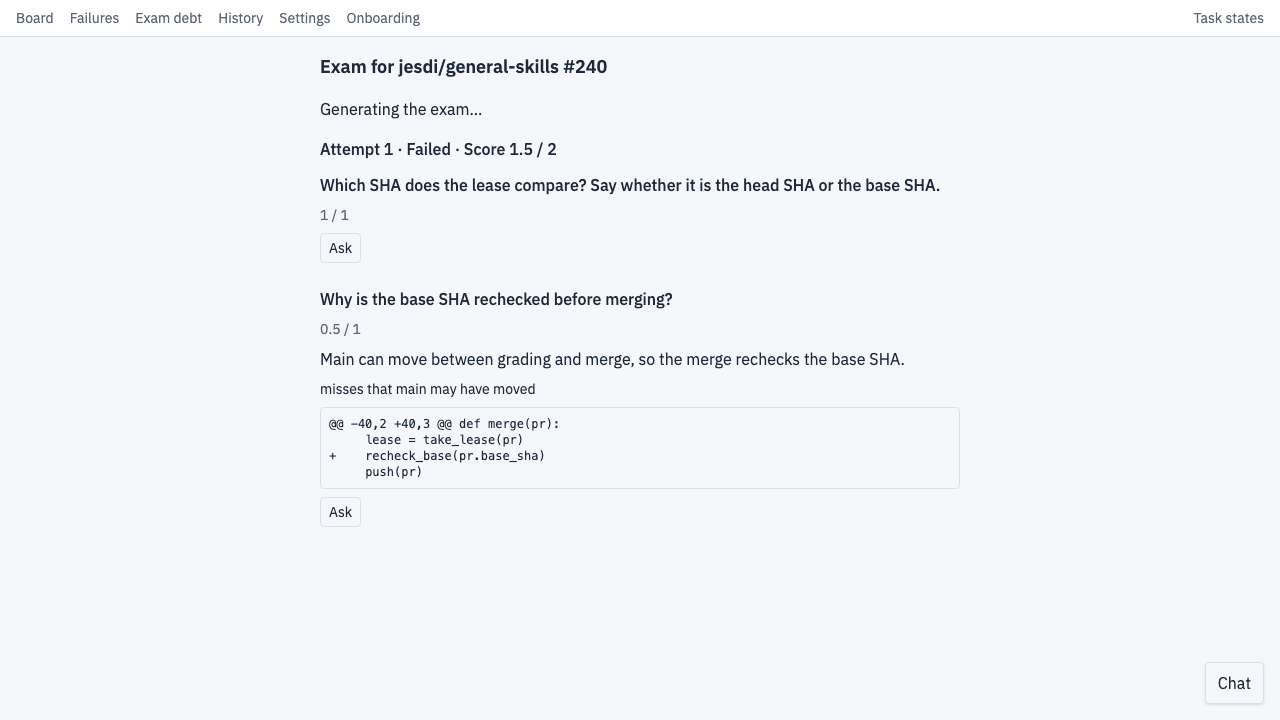 Board Failures Exam debt History Settings Onboarding Task states
Exam for jesdi/general-skills #240
Generating the exam...
Attempt 1 · Failed · Score 1.5 / 2
Which SHA does the lease compare? Say whether it is the head SHA or the base SHA.
1 / 1
Ask
Why is the base SHA rechecked before merging?
0.5 / 1
Main can move between grading and merge, so the merge rechecks the base SHA.
misses that main may have moved
@@ −40,2 +40,3 @@ def merge(pr):
     lease = take_lease(pr)
+    recheck_base(pr.base_sha)
     push(pr)
Ask
Chat